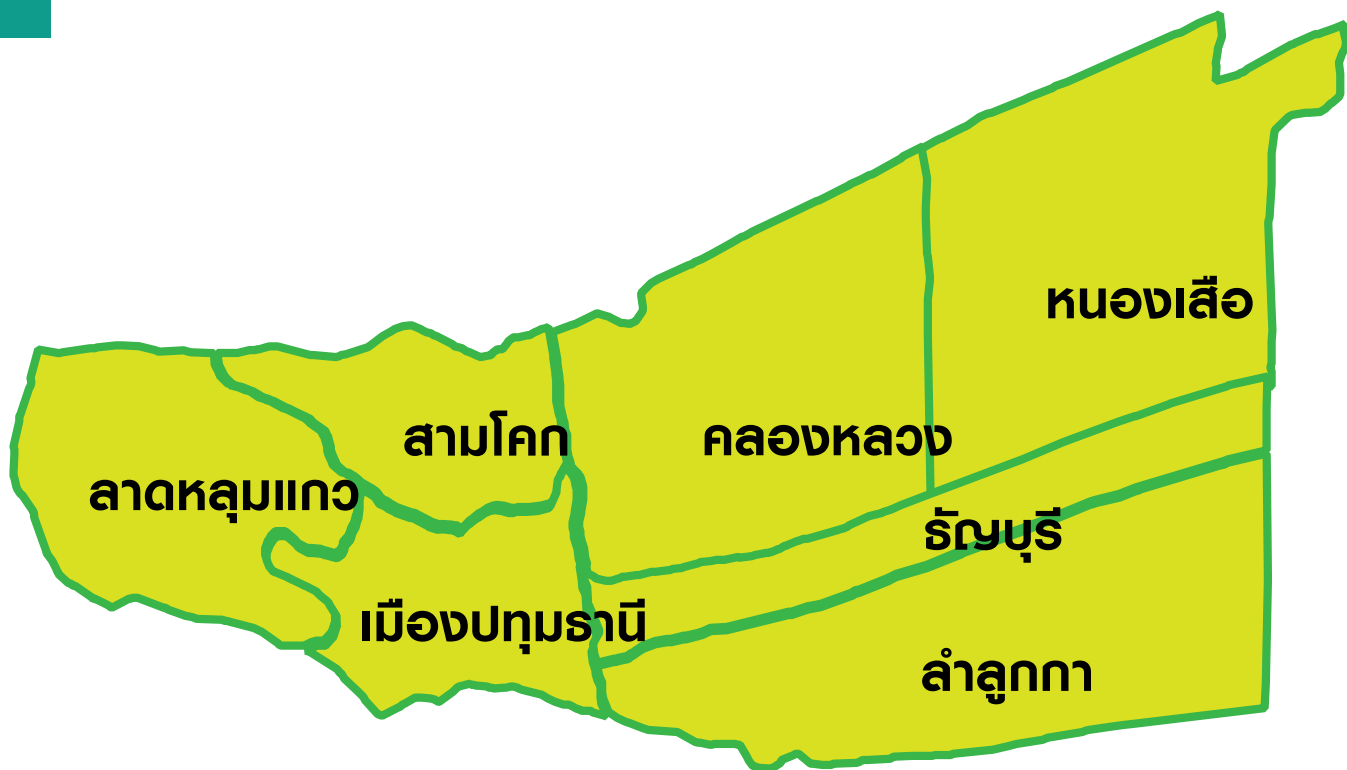 หนองเสือ
สามโคก
คลองหลวง
ลาดหลุมแกว
ธัญบุรี
เมืองปทุมธานี
ลำลูกกา